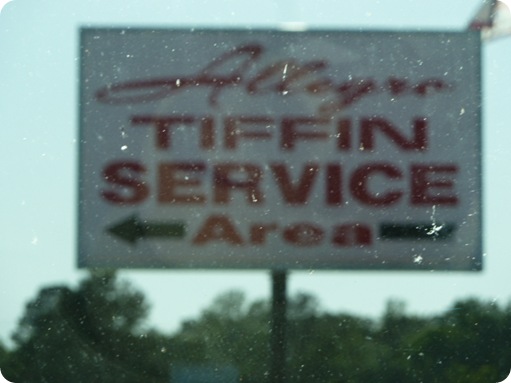 Allegro
TIFFIN
SERVICE
Area